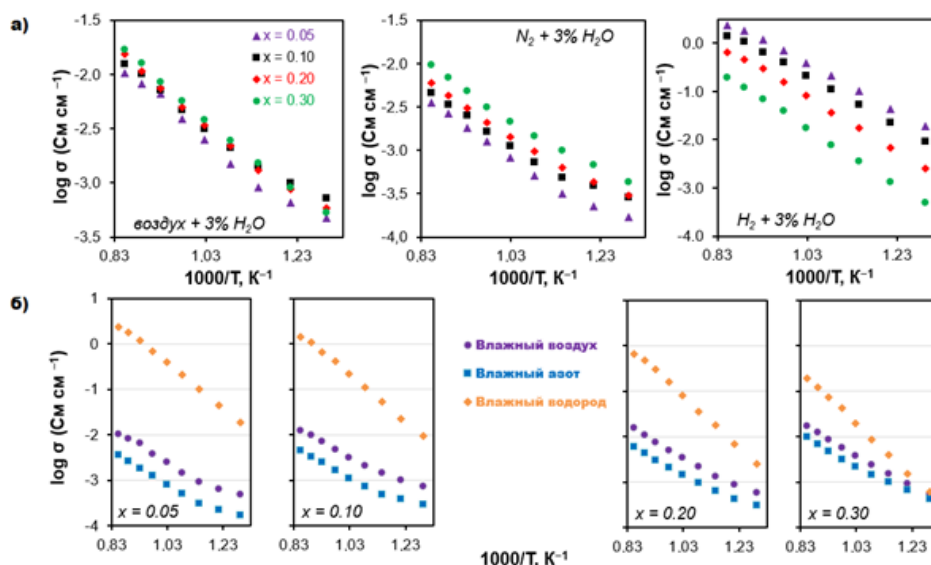 а)
log σ (См см⁻¹)
-1.5
-2.0
-2.5
-3.0
-3.5
x = 0.05
x = 0.10
x = 0.20
x = 0.30
воздух + 3% H₂O
0.83 1.03 1.23
1000/T, К⁻¹
log σ (См см⁻¹)
-1.5
-2.0
-2.5
-3.0
-3.5
-4,0
N₂ + 3% H₂O
0.83 1.03 1.23
1000/T, К⁻¹
log σ (См см⁻¹)
0.0
-1.0
-2.0
-3.0
-4.0
H₂ + 3% H₂O
0.83 1.03 1.23
1000/T, К⁻¹
б)
log σ (См см⁻¹)
1
0
-1
-2
-3
-4
x = 0.05
0.83 1.03 1.23
x = 0.10
0.83 1.03 1.23
Влажный воздух
Влажный азот
Влажный водород
x = 0.20
0.83 1.03 1.23
x = 0.30
0.83 1.03 1.23
1000/T, К⁻¹